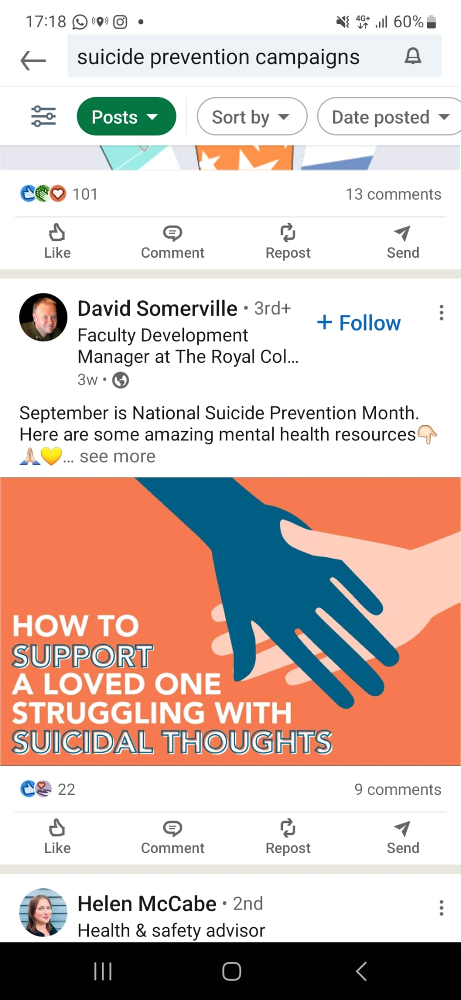 17:18 4G+ 60%
suicide prevention campaigns
Posts Sort by Date posted
101 13 comments
Like Comment Repost Send
David Somerville • 3rd+
+ Follow
Faculty Development
Manager at The Royal Col...
3w •
September is National Suicide Prevention Month.
Here are some amazing mental health resources👇🏻
🙏🏻💛... see more
HOW TO
SUPPORT
A LOVED ONE
STRUGGLING WITH
SUICIDAL THOUGHTS
22 9 comments
Like Comment Repost Send
Helen McCabe • 2nd
Health & safety advisor